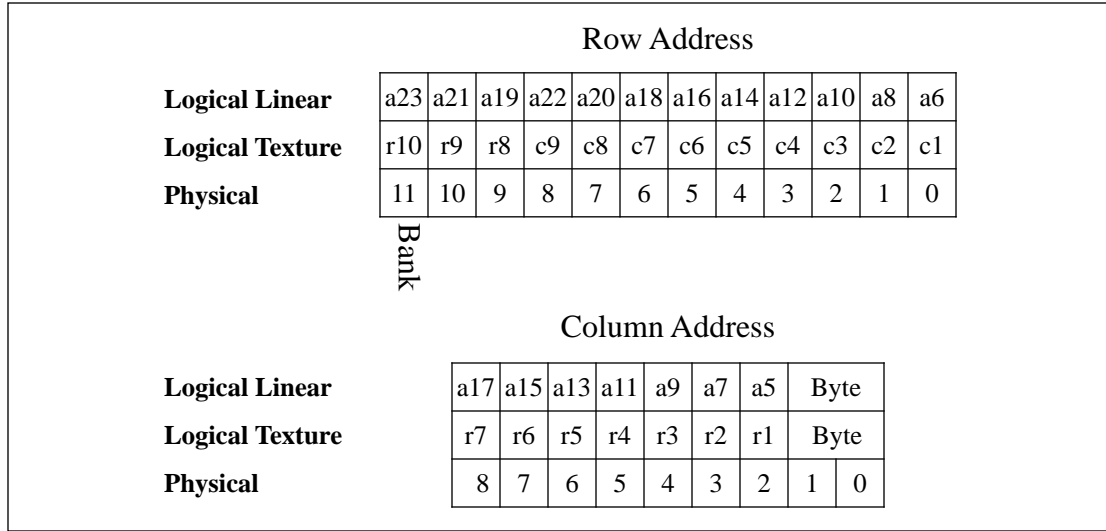 Row Address
Logical Linear a23 a21 a19 a22 a20 a18 a16 a14 a12 a10 a8 a6
Logical Texture r10 r9 r8 c9 c8 c7 c6 c5 c4 c3 c2 c1
Physical 11 10 9 8 7 6 5 4 3 2 1 0
Bank
Column Address
Logical Linear a17 a15 a13 a11 a9 a7 a5 Byte
Logical Texture r7 r6 r5 r4 r3 r2 r1 Byte
Physical 8 7 6 5 4 3 2 1 0